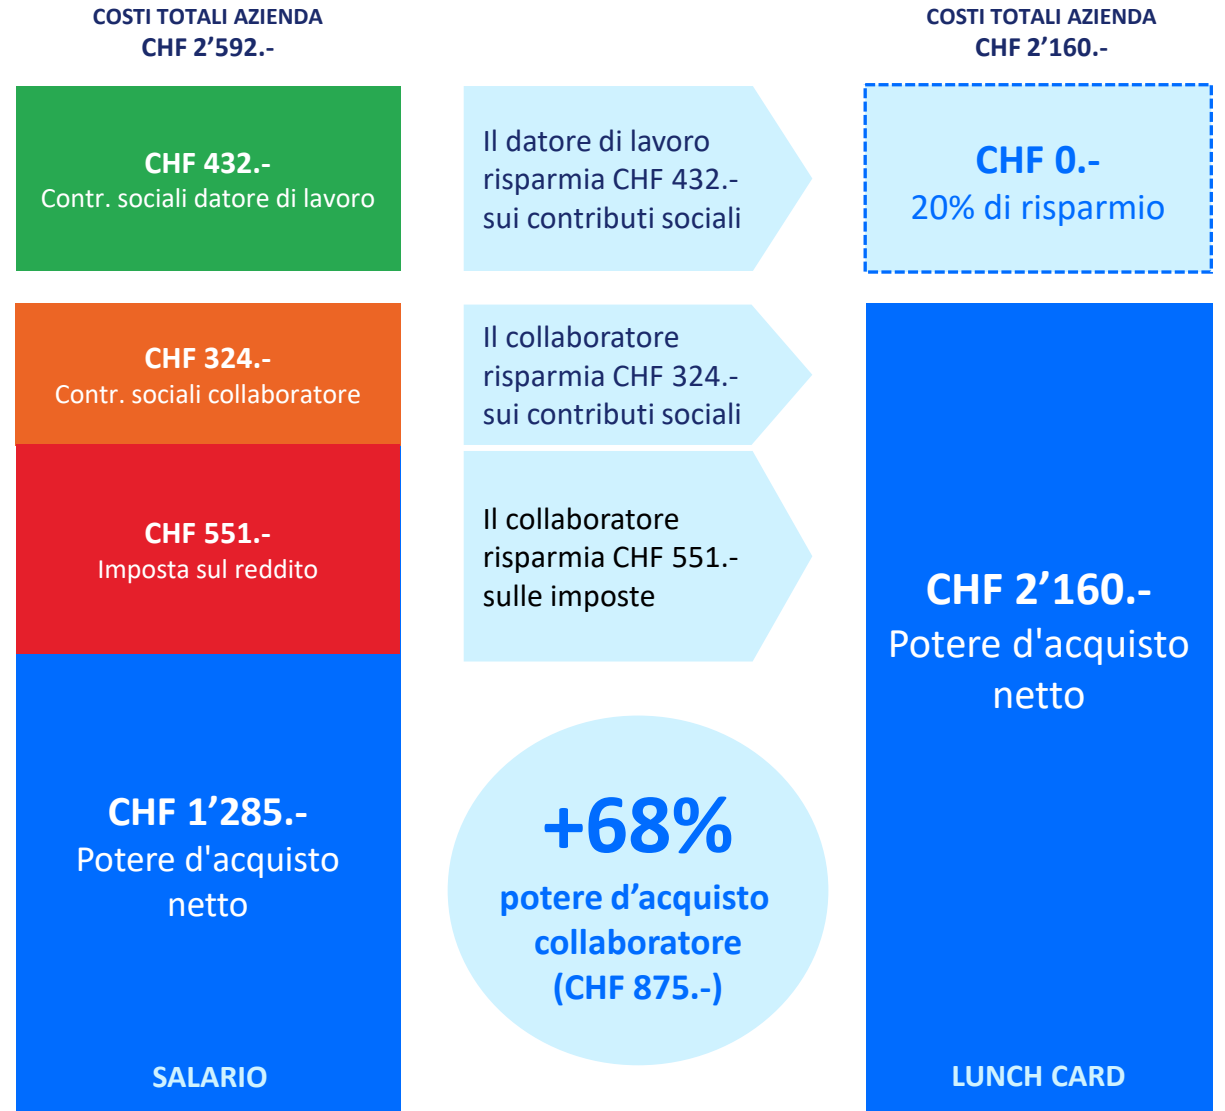 COSTI TOTALI AZIENDA
CHF 2’592.-
COSTI TOTALI AZIENDA
CHF 2’160.-
CHF 432.-
Contr. sociali datore di lavoro
Il datore di lavoro
risparmia CHF 432.-
sui contributi sociali
CHF 0.-
20% di risparmio
CHF 324.-
Contr. sociali collaboratore
Il collaboratore
risparmia CHF 324.-
sui contributi sociali
CHF 551.-
Imposta sul reddito
Il collaboratore
risparmia CHF 551.-
sulle imposte
CHF 2’160.-
Potere d'acquisto
netto
CHF 1’285.-
Potere d'acquisto
netto
+68%
potere d’acquisto
collaboratore
(CHF 875.-)
SALARIO
LUNCH CARD